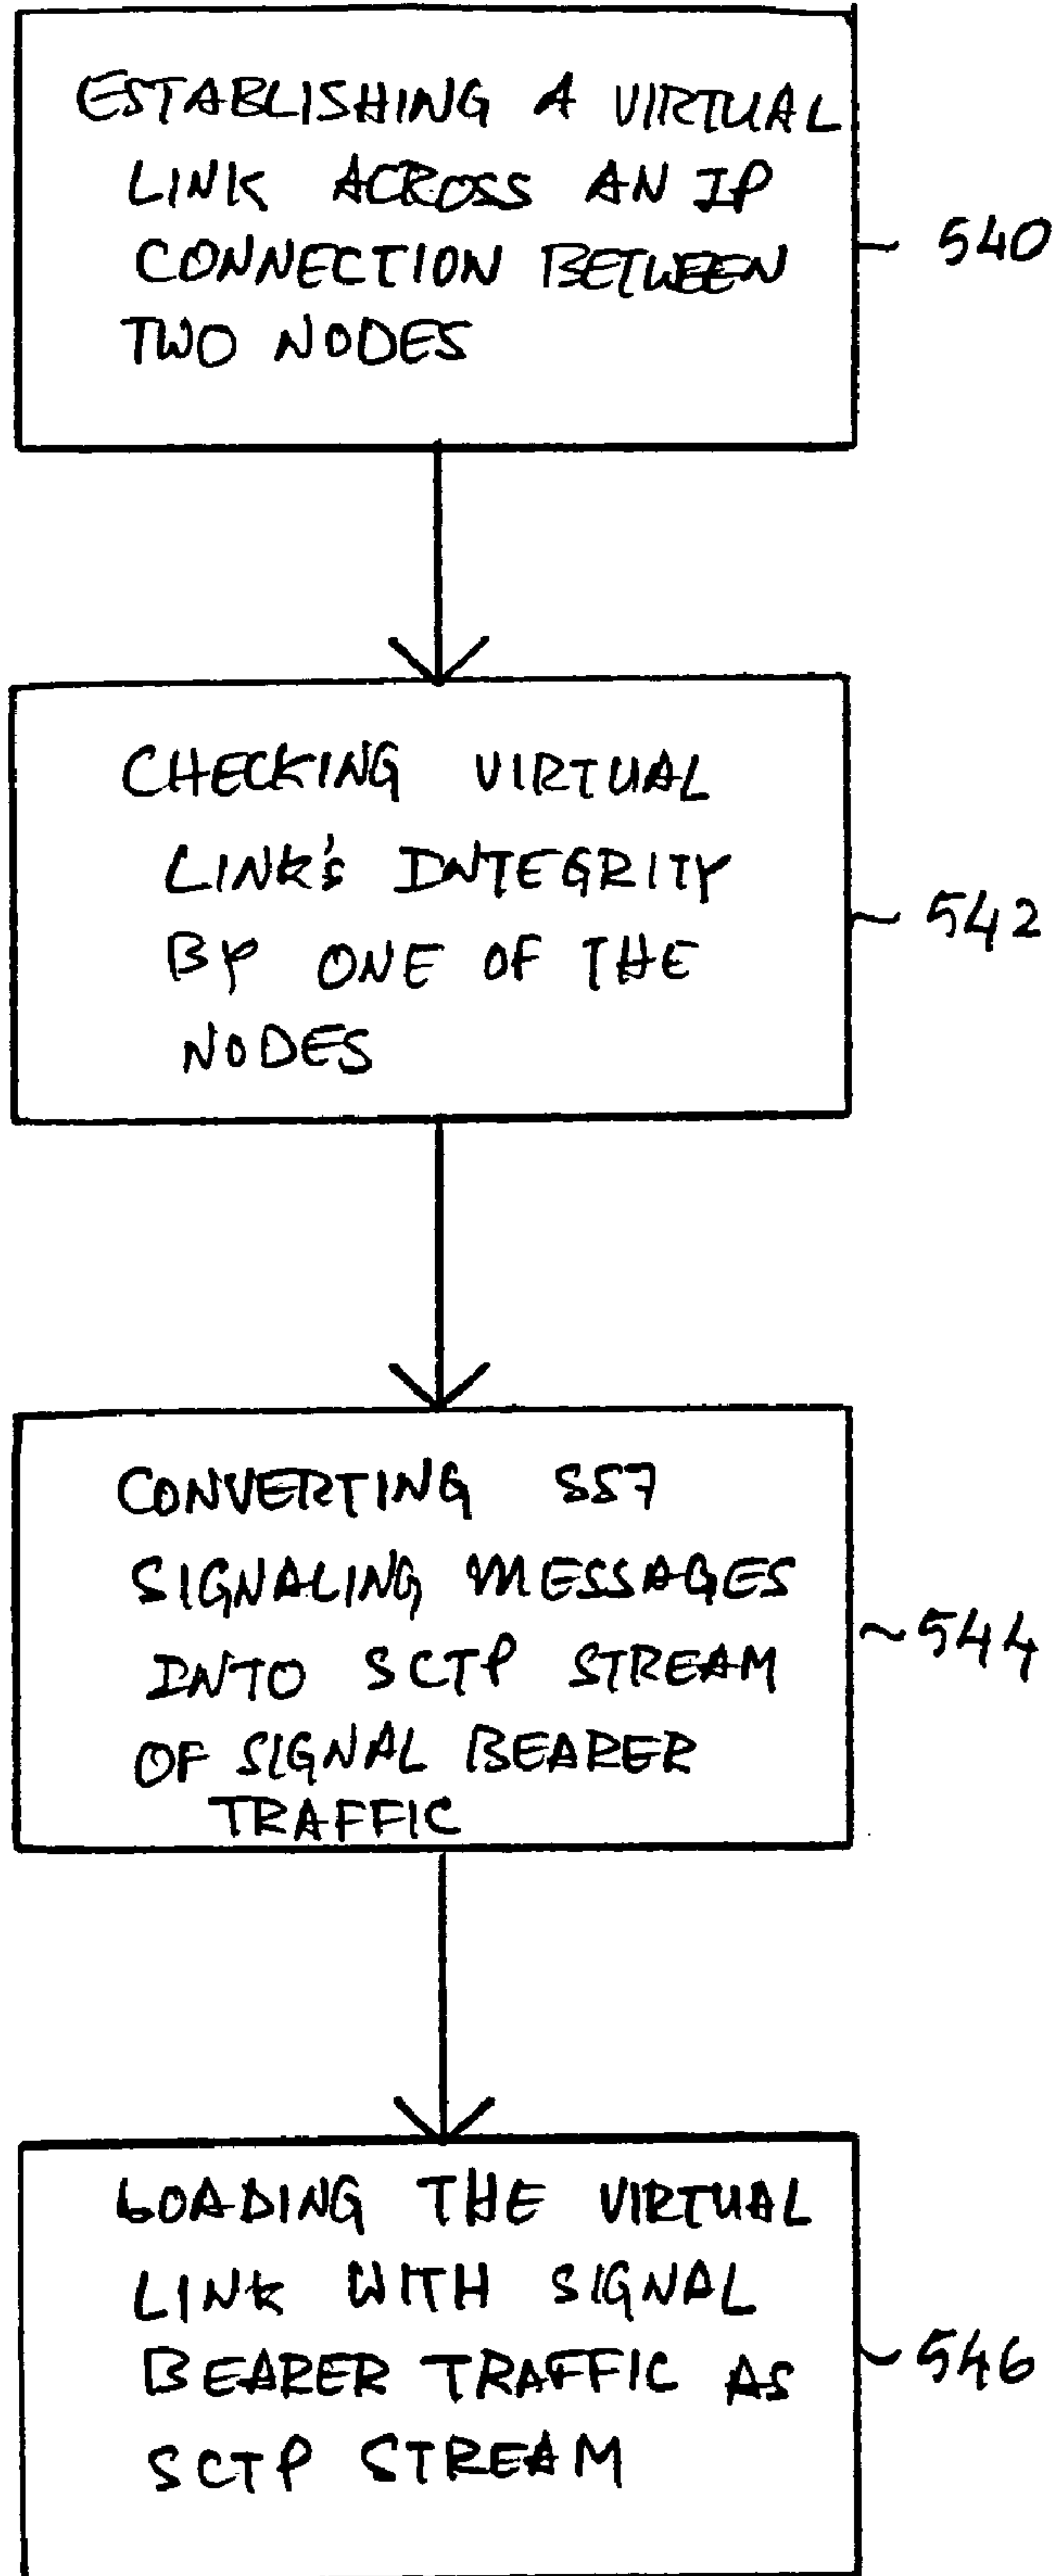 ESTABLISHING A VIRTUAL
LINK ACROSS AN IP
CONNECTION BETWEEN
TWO NODES
540
CHECKING VIRTUAL
LINK'S INTEGRITY
BY ONE OF THE
NODES
542
CONVERTING SS7
SIGNALING MESSAGES
INTO SCTP STREAM
OF SIGNAL BEARER
TRAFFIC
544
LOADING THE VIRTUAL
LINK WITH SIGNAL
BEARER TRAFFIC AS
SCTP STREAM
546